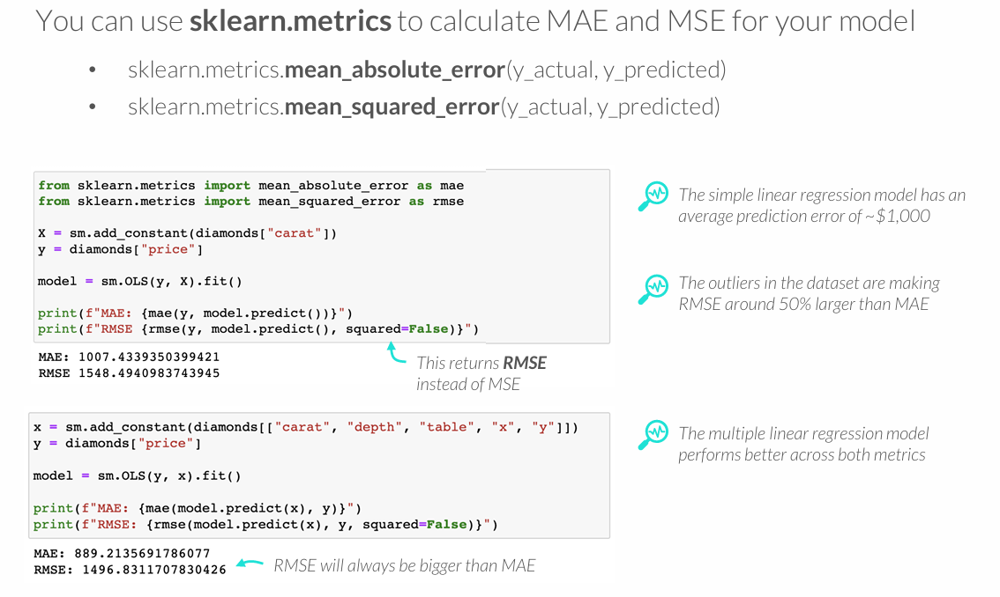 You can use sklearn.metrics to calculate MAE and MSE for your model
• sklearn.metrics.mean_absolute_error(y_actual, y_predicted)
• sklearn.metrics.mean_squared_error(y_actual, y_predicted)
from sklearn.metrics import mean_absolute_error as mae
from sklearn.metrics import mean_squared_error as rmse
X = sm.add_constant(diamonds["carat"])
y = diamonds["price"]
model = sm.OLS(y, X).fit()
print(f"MAE: {mae(y, model.predict())}")
print(f"RMSE {rmse(y, model.predict(), squared=False)}")
MAE: 1007.4339350399421
RMSE 1548.4940983743945
This returns RMSE
instead of MSE
The simple linear regression model has an
average prediction error of ~$1,000
The outliers in the dataset are making
RMSE around 50% larger than MAE
x = sm.add_constant(diamonds[["carat", "depth", "table", "x", "y"]])
y = diamonds["price"]
model = sm.OLS(y, x).fit()
print(f"MAE: {mae(model.predict(x), y)}")
print(f"RMSE: {rmse(model.predict(x), y, squared=False)}")
MAE: 889.2135691786077
RMSE: 1496.8311707830426
RMSE will always be bigger than MAE
The multiple linear regression model
performs better across both metrics